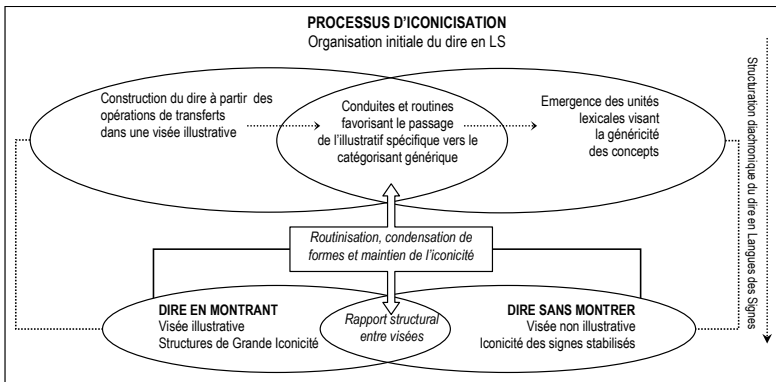 PROCESSUS D'ICONICISATION
Organisation initiale du dire en LS
Construction du dire à partir des
opérations de transferts
dans une visée illustrative
Conduites et routines
favorisant le passage
de l'illustratif spécifique vers le
catégorisant générique
Emergence des unités
lexicales visant
la généricité
des concepts
Routinisation, condensation de
formes et maintien de l'iconicité
DIRE EN MONTRANT
Visée illustrative
Structures de Grande Iconicité
Rapport structural
entre visées
DIRE SANS MONTRER
Visée non illustrative
Iconicité des signes stabilisés
Structuration diachronique du dire en Langues des Signes